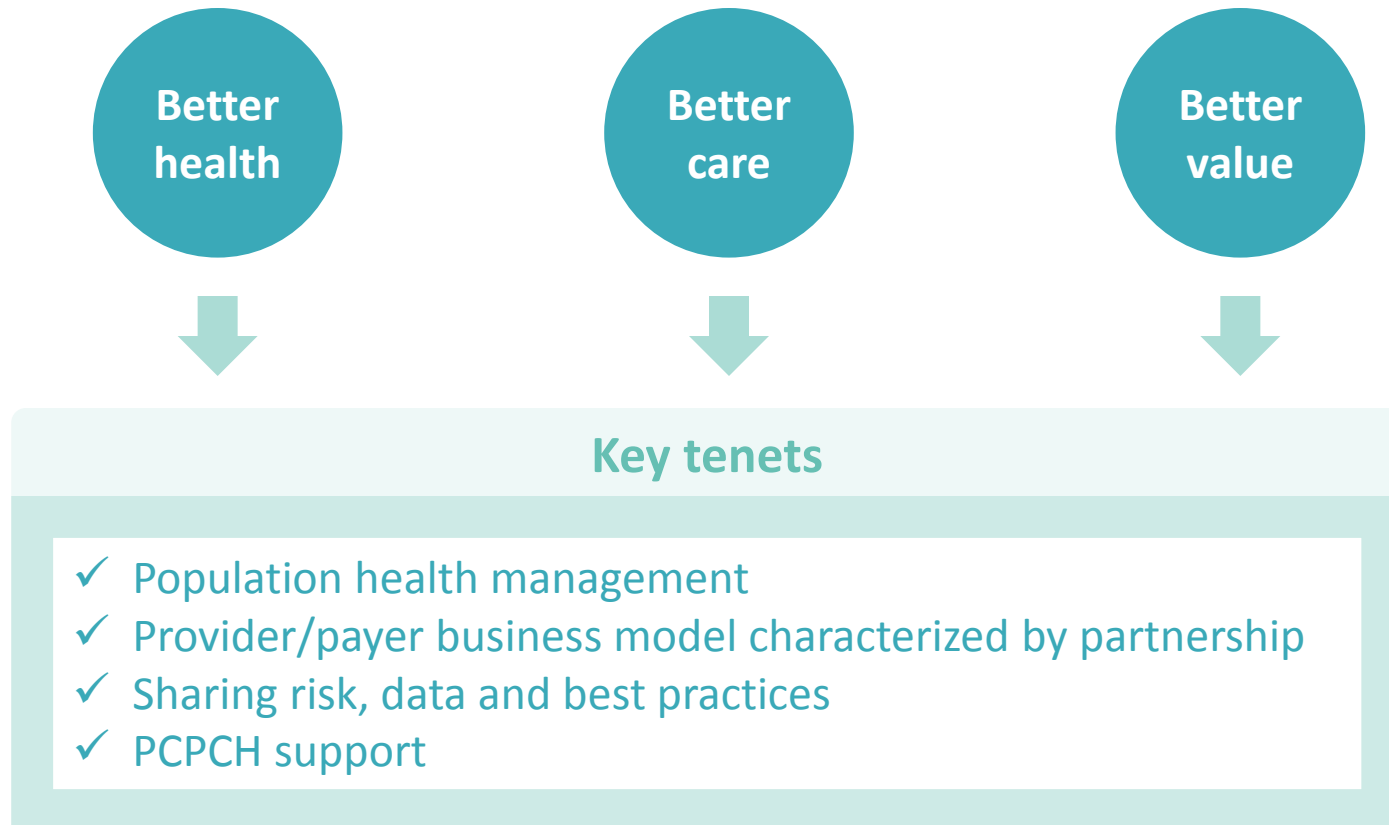 Better
health
Better
care
Better
value
Key tenets
✓ Population health management
✓ Provider/payer business model characterized by partnership
✓ Sharing risk, data and best practices
✓ PCPCH support